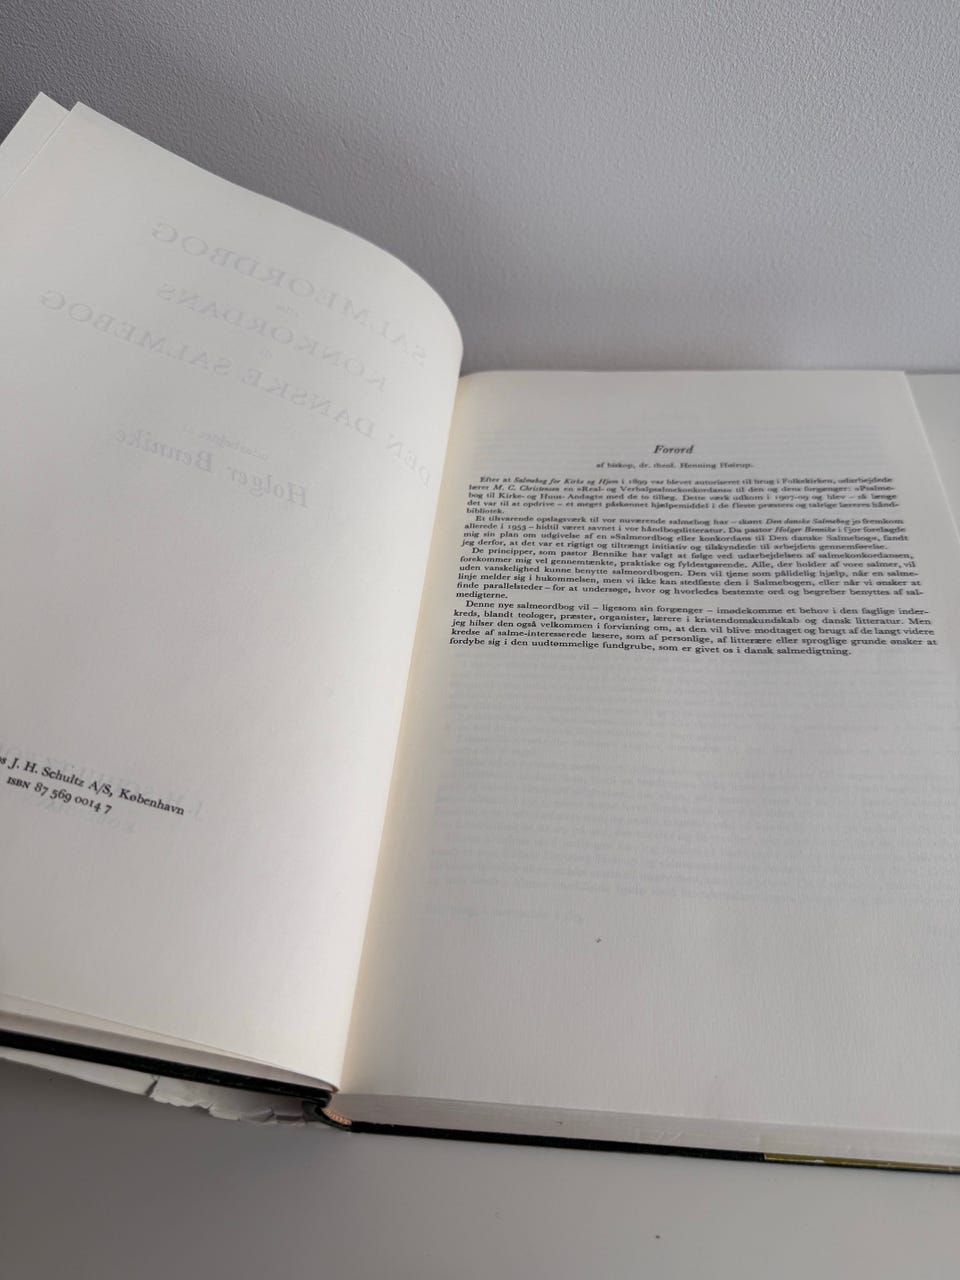 SALMEORDBOG
eller
KONKORDANS
til
DEN DANSKE SALMEBOG
udarbejdet af
Holger Bennike
J. H. Schultz A/S, København
ISBN 87 569 0014 7
Forord
af biskop, dr. theol. Henning Høirup.
Efter at Salmebog for Kirke og Hjem i 1899 var blevet autoriseret til brug i Folkekirken, udarbejdede
lærer M. C. Christensen en »Real- og Verbalpsalmekonkordans« til den og dens forgænger: »Psalme-
bog til Kirke- og Huus-Andagt« med de to tillæg. Dette værk udkom i 1907-09 og blev – så længe
det var til at opdrive – et meget påskønnet hjælpemiddel i de fleste præsters og talrige læreres hånd-
bibliotek.
Et tilsvarende opslagsværk til vor nuværende salmebog har – skønt Den danske Salmebog jo fremkom
allerede i 1953 – hidtil været savnet i vor håndbogslitteratur. Da pastor Holger Bennike i fjor forelagde
mig sin plan om udgivelse af en »Salmeordbog eller konkordans til Den danske Salmebog«, fandt
jeg derfor, at det var et rigtigt og tiltrængt initiativ og tilskyndede til arbejdets gennemførelse.
De principper, som pastor Bennike har valgt at følge ved udarbejdelsen af salmekonkordansen,
forekommer mig vel gennemtænkte, praktiske og fyldestgørende. Alle, der holder af vore salmer, vil
uden vanskelighed kunne benytte salmeordbogen. Den vil tjene som pålidelig hjælp, når en salme-
linje melder sig i hukommelsen, men vi ikke kan stedfæste den i Salmebogen, eller når vi ønsker at
finde parallelsteder – for at undersøge, hvor og hvorledes bestemte ord og begreber benyttes af sal-
medigterne.
Denne nye salmeordbog vil – ligesom sin forgænger – imødekomme et behov i den faglige inder-
kreds, blandt teologer, præster, organister, lærere i kristendomskundskab og dansk litteratur. Men
jeg hilser den også velkommen i forvisning om, at den vil blive modtaget og brugt af de langt videre
kredse af salme-interesserede læsere, som af personlige, af litterære eller sproglige grunde ønsker at
fordybe sig i den uudtømmelige fundgrube, som er givet os i dansk salmedigtning.